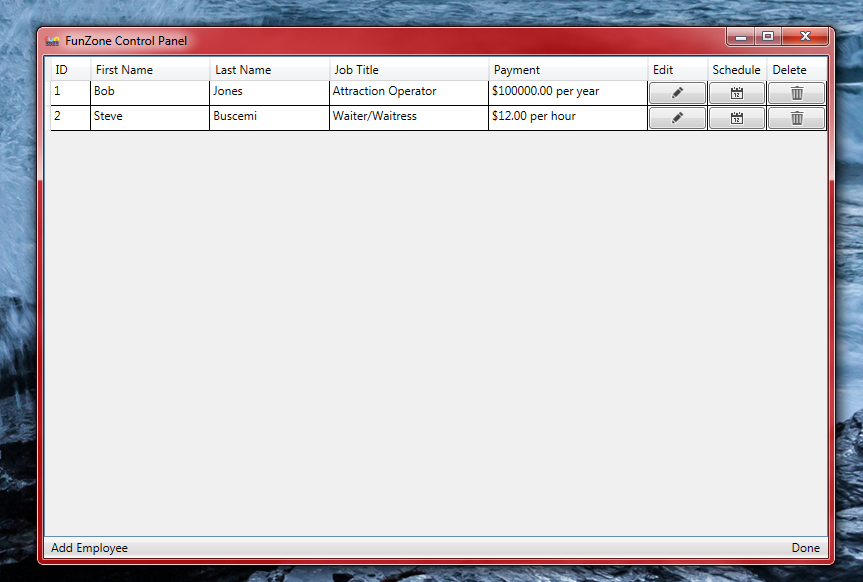 FunZone Control Panel
ID First Name Last Name Job Title Payment Edit Schedule Delete
1 Bob Jones Attraction Operator $100000.00 per year
2 Steve Buscemi Waiter/Waitress $12.00 per hour
Add Employee Done